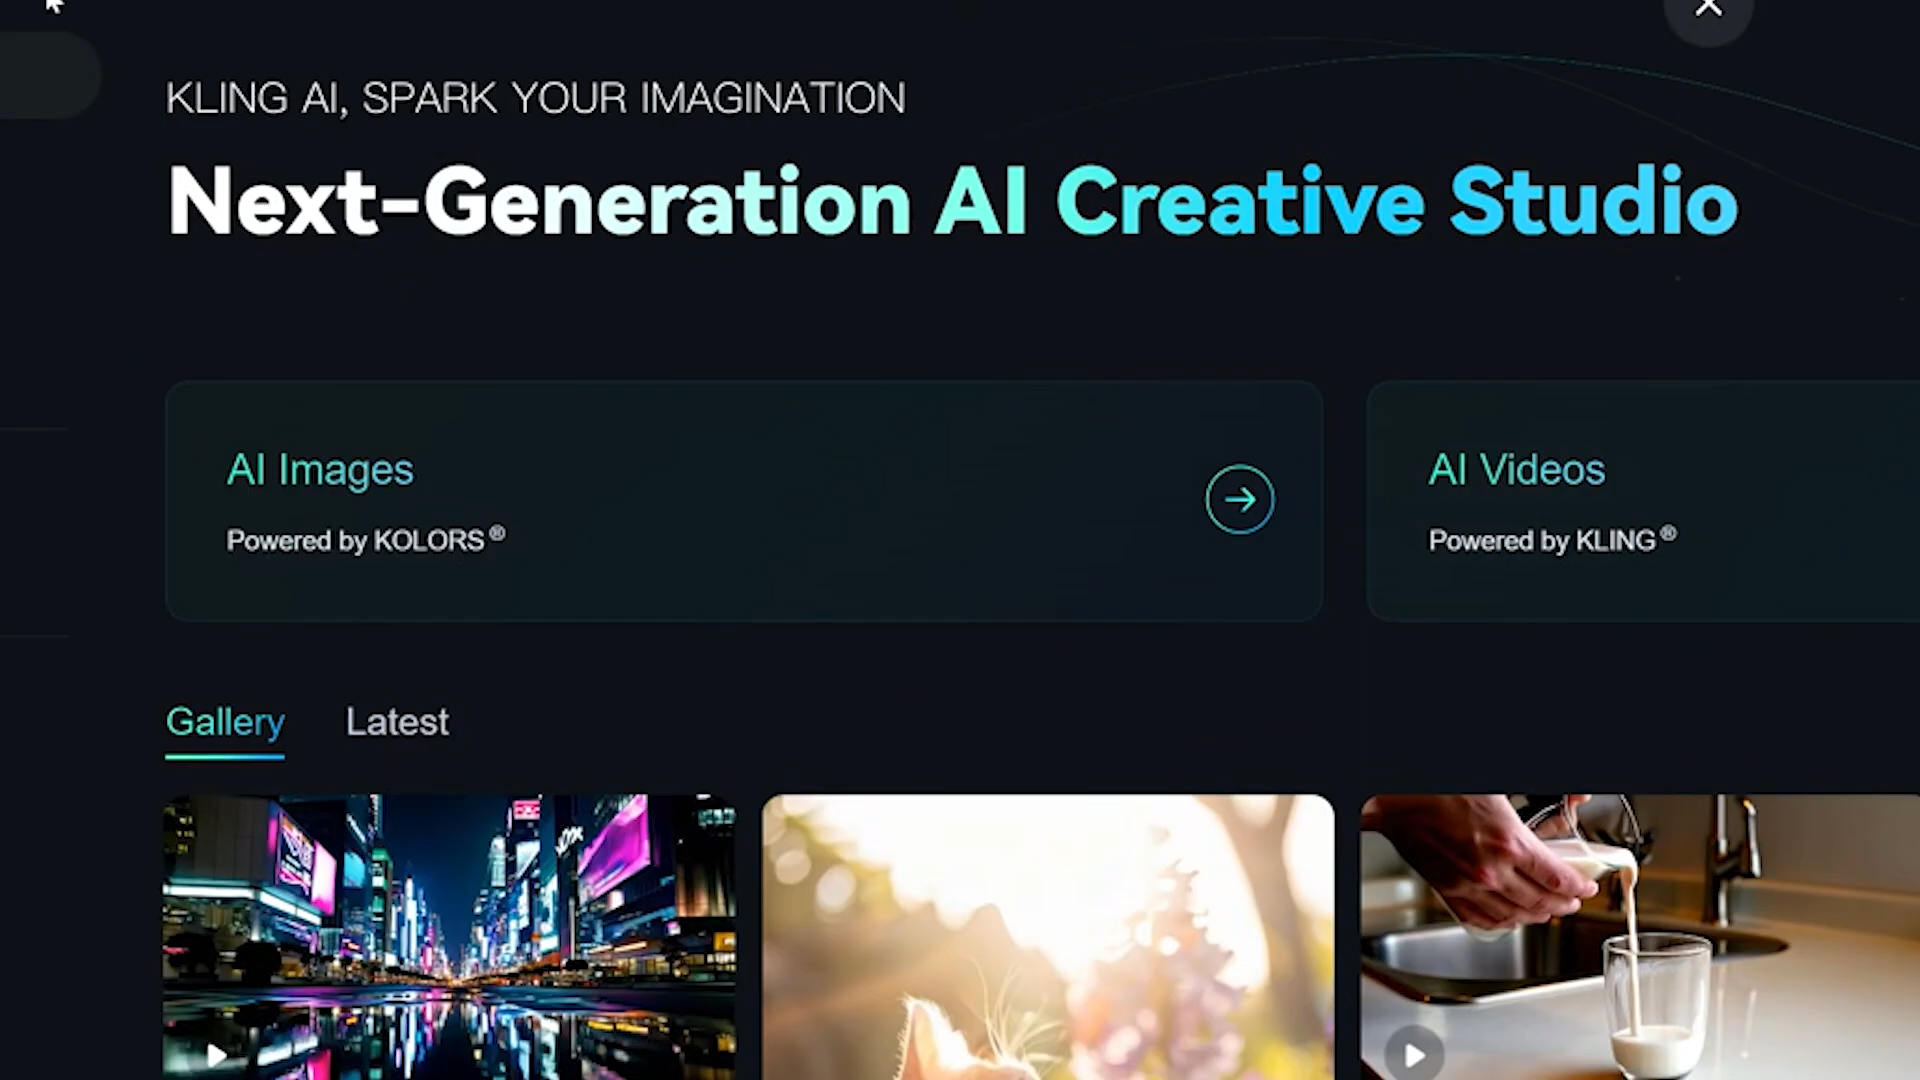 KLING AI, SPARK YOUR IMAGINATION
Next-Generation AI Creative Studio
AI Images
Powered by KOLORS®
AI Videos
Powered by KLING®
Gallery Latest